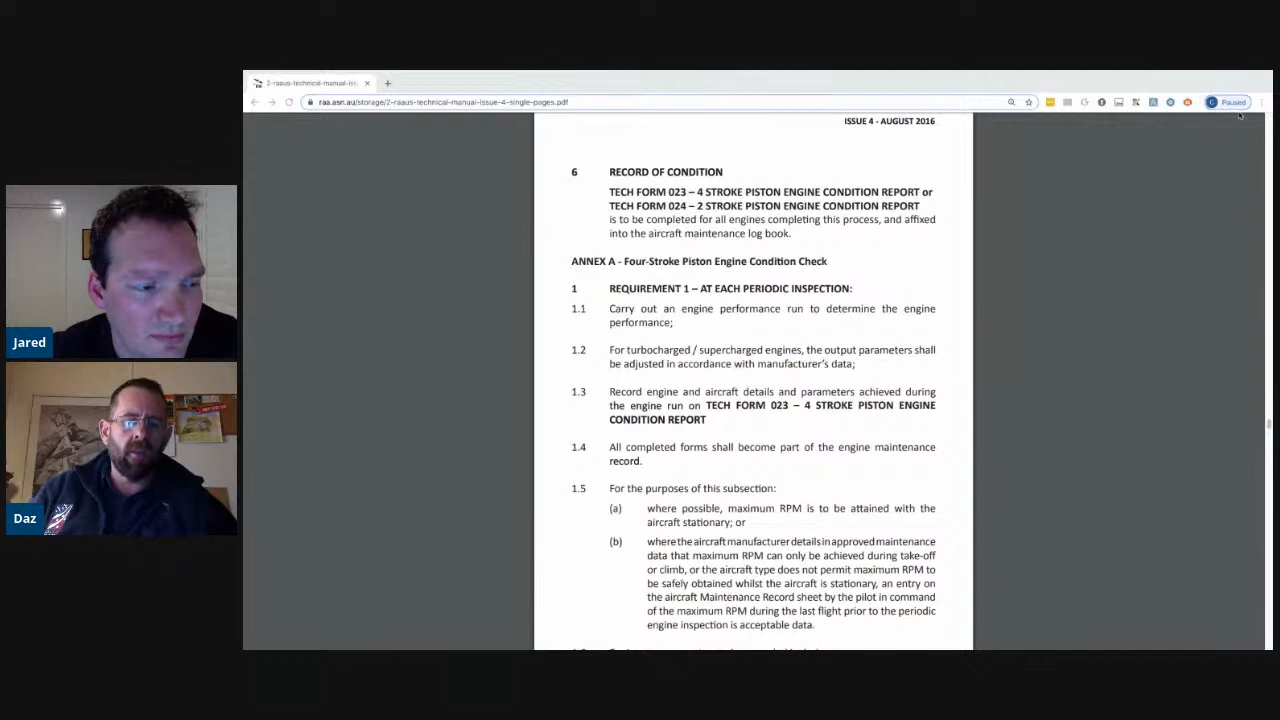 2-raaus-technical-manual-iss
raa.asn.au/storage/2-raaus-technical-manual-issue-4-single-pages.pdf
C
Paused
ISSUE 4 - AUGUST 2016
6 RECORD OF CONDITION
TECH FORM 023 – 4 STROKE PISTON ENGINE CONDITION REPORT or
TECH FORM 024 – 2 STROKE PISTON ENGINE CONDITION REPORT
is to be completed for all engines completing this process, and affixed
into the aircraft maintenance log book.
ANNEX A - Four-Stroke Piston Engine Condition Check
1 REQUIREMENT 1 – AT EACH PERIODIC INSPECTION:
1.1 Carry out an engine performance run to determine the engine
performance;
1.2 For turbocharged / supercharged engines, the output parameters shall
be adjusted in accordance with manufacturer's data;
1.3 Record engine and aircraft details and parameters achieved during
the engine run on TECH FORM 023 – 4 STROKE PISTON ENGINE
CONDITION REPORT
1.4 All completed forms shall become part of the engine maintenance
record.
1.5 For the purposes of this subsection:
(a) where possible, maximum RPM is to be attained with the
aircraft stationary; or
(b) where the aircraft manufacturer details in approved maintenance
data that maximum RPM can only be achieved during take-off
or climb, or the aircraft type does not permit maximum RPM to
be safely obtained whilst the aircraft is stationary, an entry on
the aircraft Maintenance Record sheet by the pilot in command
of the maximum RPM during the last flight prior to the periodic
engine inspection is acceptable data.
Jared
Daz